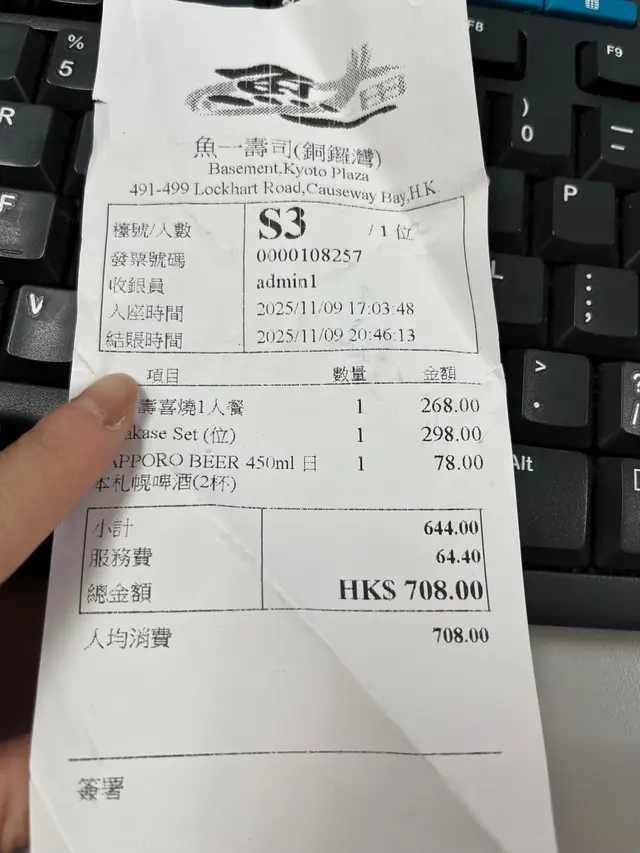 魚一壽司(銅鑼灣)
Basement,Kyoto Plaza
491-499 Lockhart Road,Causeway Bay,H.K.
檯號/人數 S3 / 1 位
發票號碼 0000108257
收銀員 admin1
入座時間 2025/11/09 17:03:48
結賬時間 2025/11/09 20:46:13
項目 數量 金額
壽喜燒1人餐 1 268.00
akase Set (位) 1 298.00
APPORO BEER 450ml 日 1 78.00
本札幌啤酒(2杯)
小計 644.00
服務費 64.40
總金額 HK$ 708.00
人均消費 708.00
簽署
% 5
R
F
V
F8
F9
) 0
P
L
: ;
> .
? /
Alt